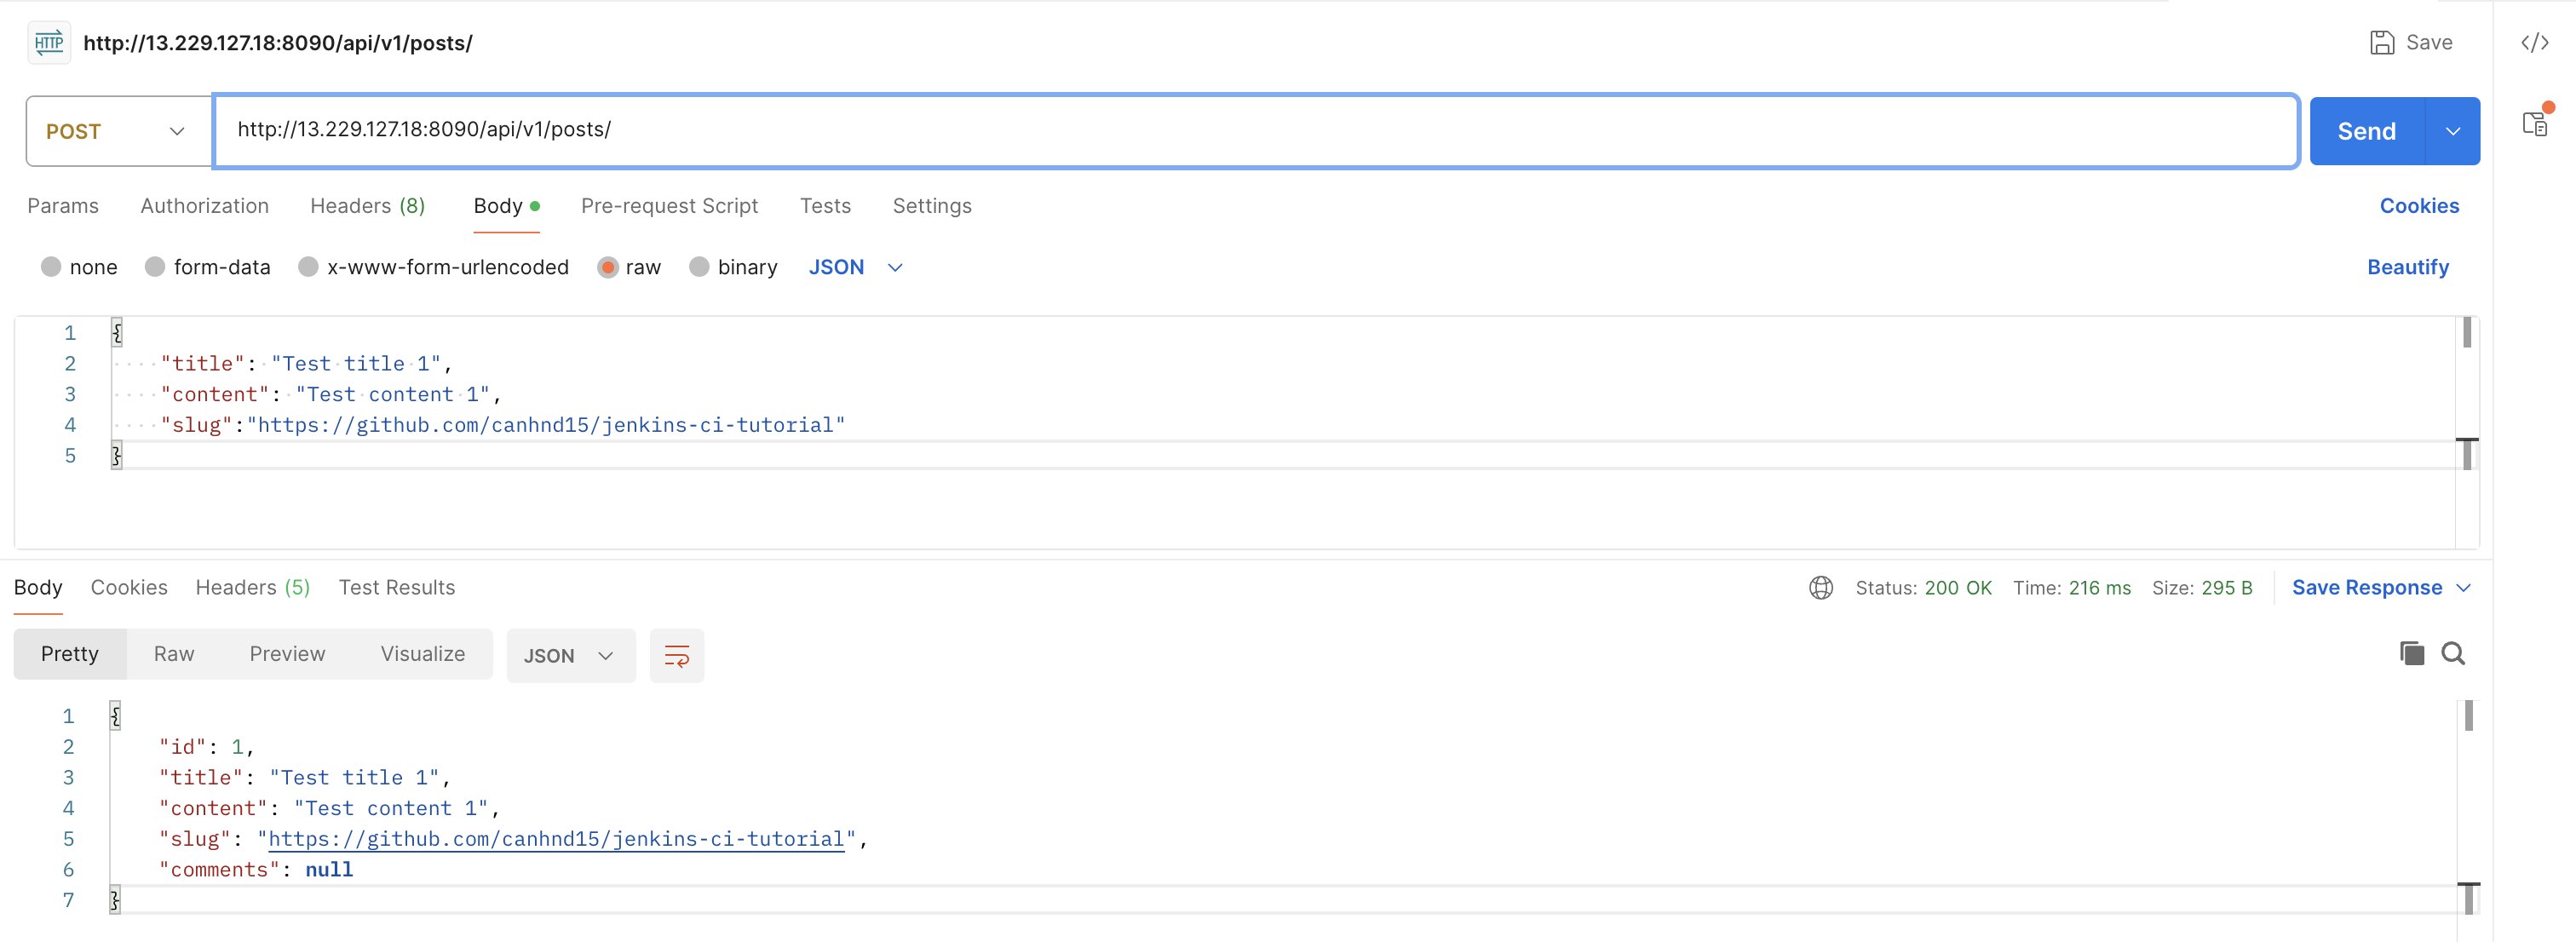 HTTP http://13.229.127.18:8090/api/v1/posts/ Save
POST http://13.229.127.18:8090/api/v1/posts/ Send
Params Authorization Headers (8) Body Pre-request Script Tests Settings Cookies
none form-data x-www-form-urlencoded raw binary JSON Beautify
1 {
2 "title": "Test title 1",
3 "content": "Test content 1",
4 "slug":"https://github.com/canhnd15/jenkins-ci-tutorial"
5 }
Body Cookies Headers (5) Test Results Status: 200 OK Time: 216 ms Size: 295 B Save Response
Pretty Raw Preview Visualize JSON
1 {
2 "id": 1,
3 "title": "Test title 1",
4 "content": "Test content 1",
5 "slug": "https://github.com/canhnd15/jenkins-ci-tutorial",
6 "comments": null
7 }